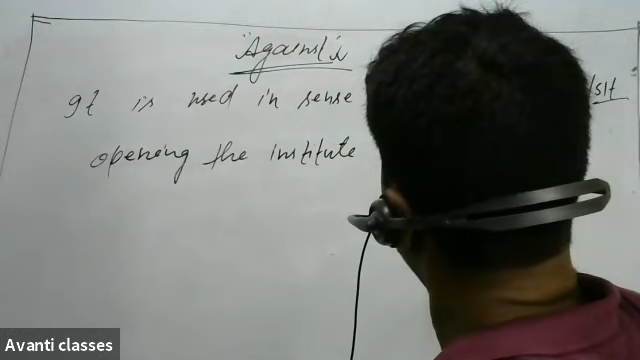 "Against"
It is used in sense
opening the institute
Avanti classes